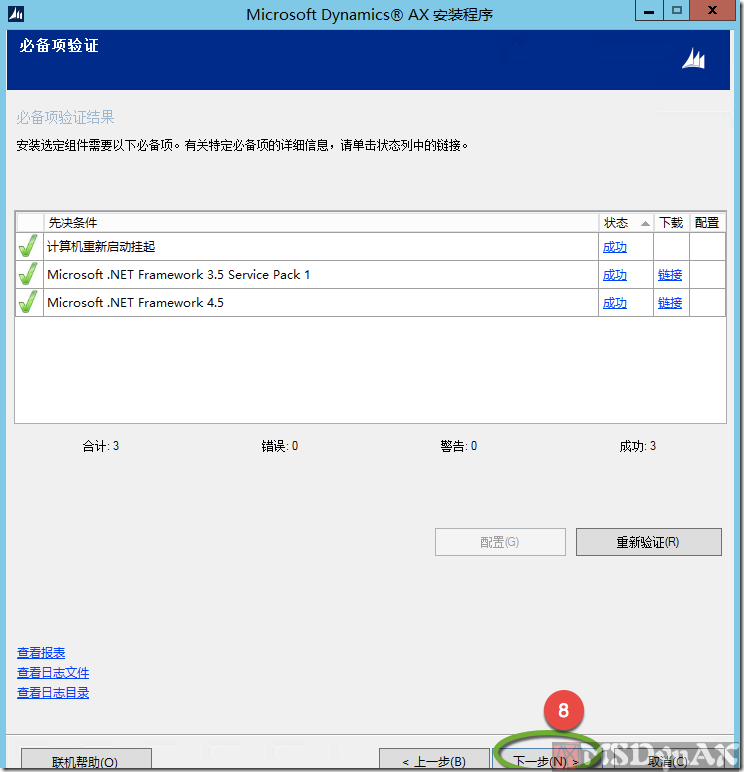 Microsoft Dynamics® AX 安装程序
必备项验证
必备项验证结果
安装选定组件需要以下必备项。有关特定必备项的详细信息，请单击状态列中的链接。
先决条件 状态 下载 配置
计算机重新启动挂起 成功
Microsoft .NET Framework 3.5 Service Pack 1 成功 链接
Microsoft .NET Framework 4.5 成功 链接
合计: 3 错误: 0 警告: 0 成功: 3
配置(G) 重新验证(R)
查看报表
查看日志文件
查看日志目录
8
联机帮助(O) < 上一步(B) 下一步(N) > 取消(C)
MSDynAX